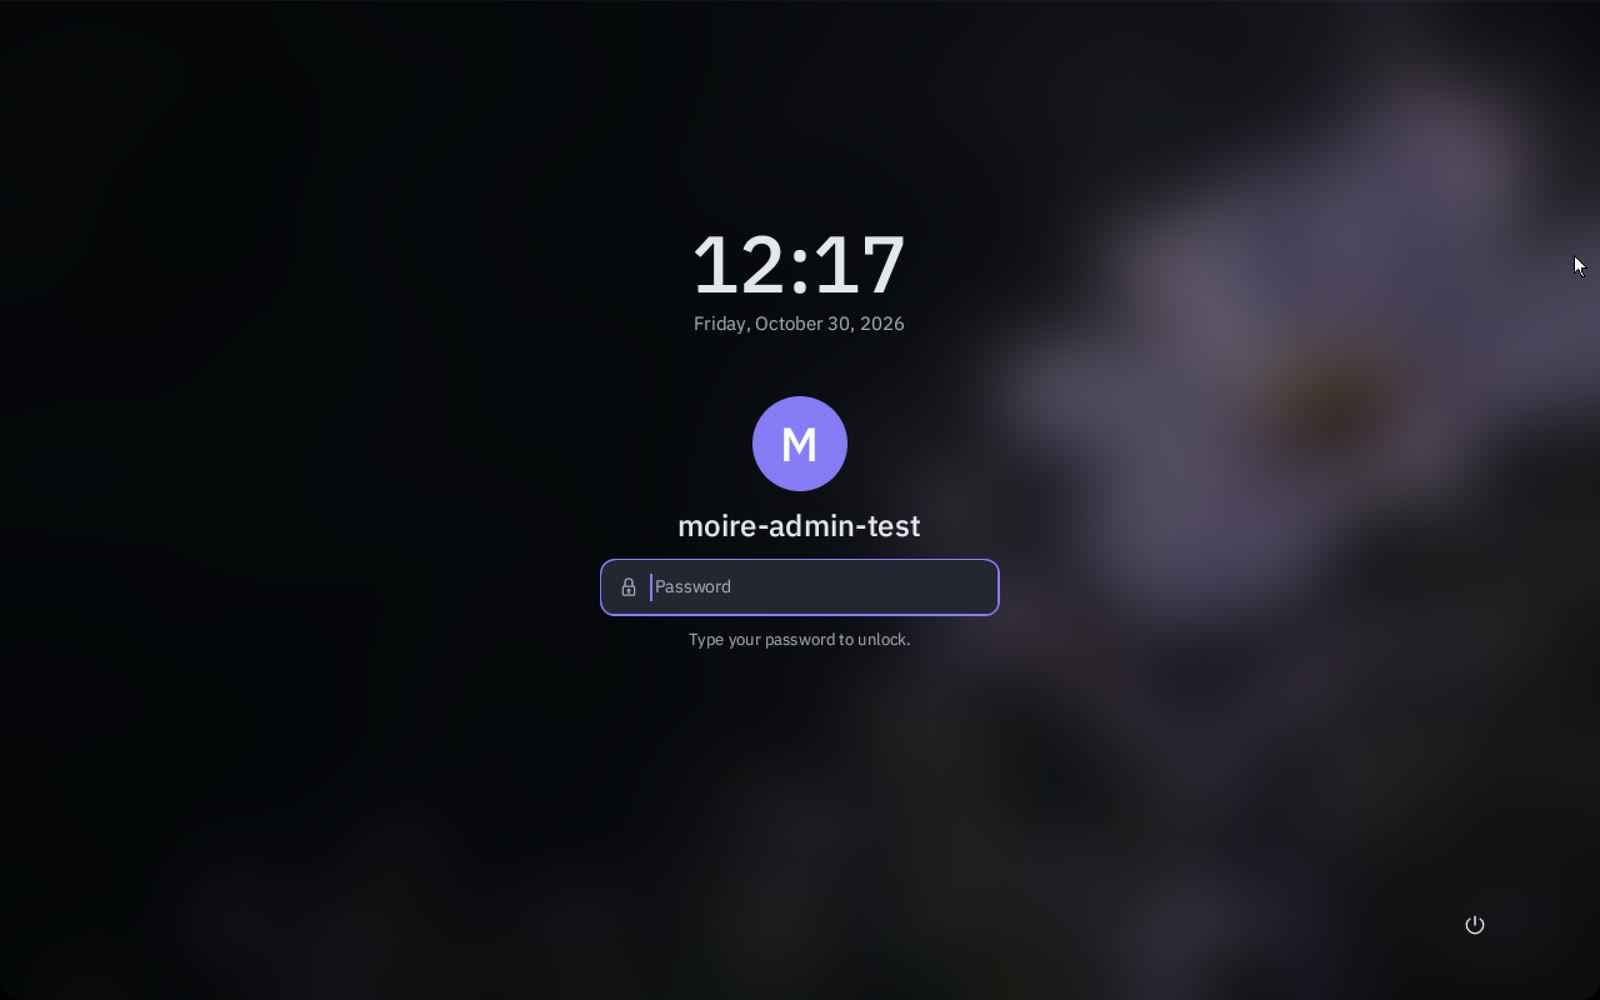 12:17
Friday, October 30, 2026
M
moire-admin-test
Password
Type your password to unlock.